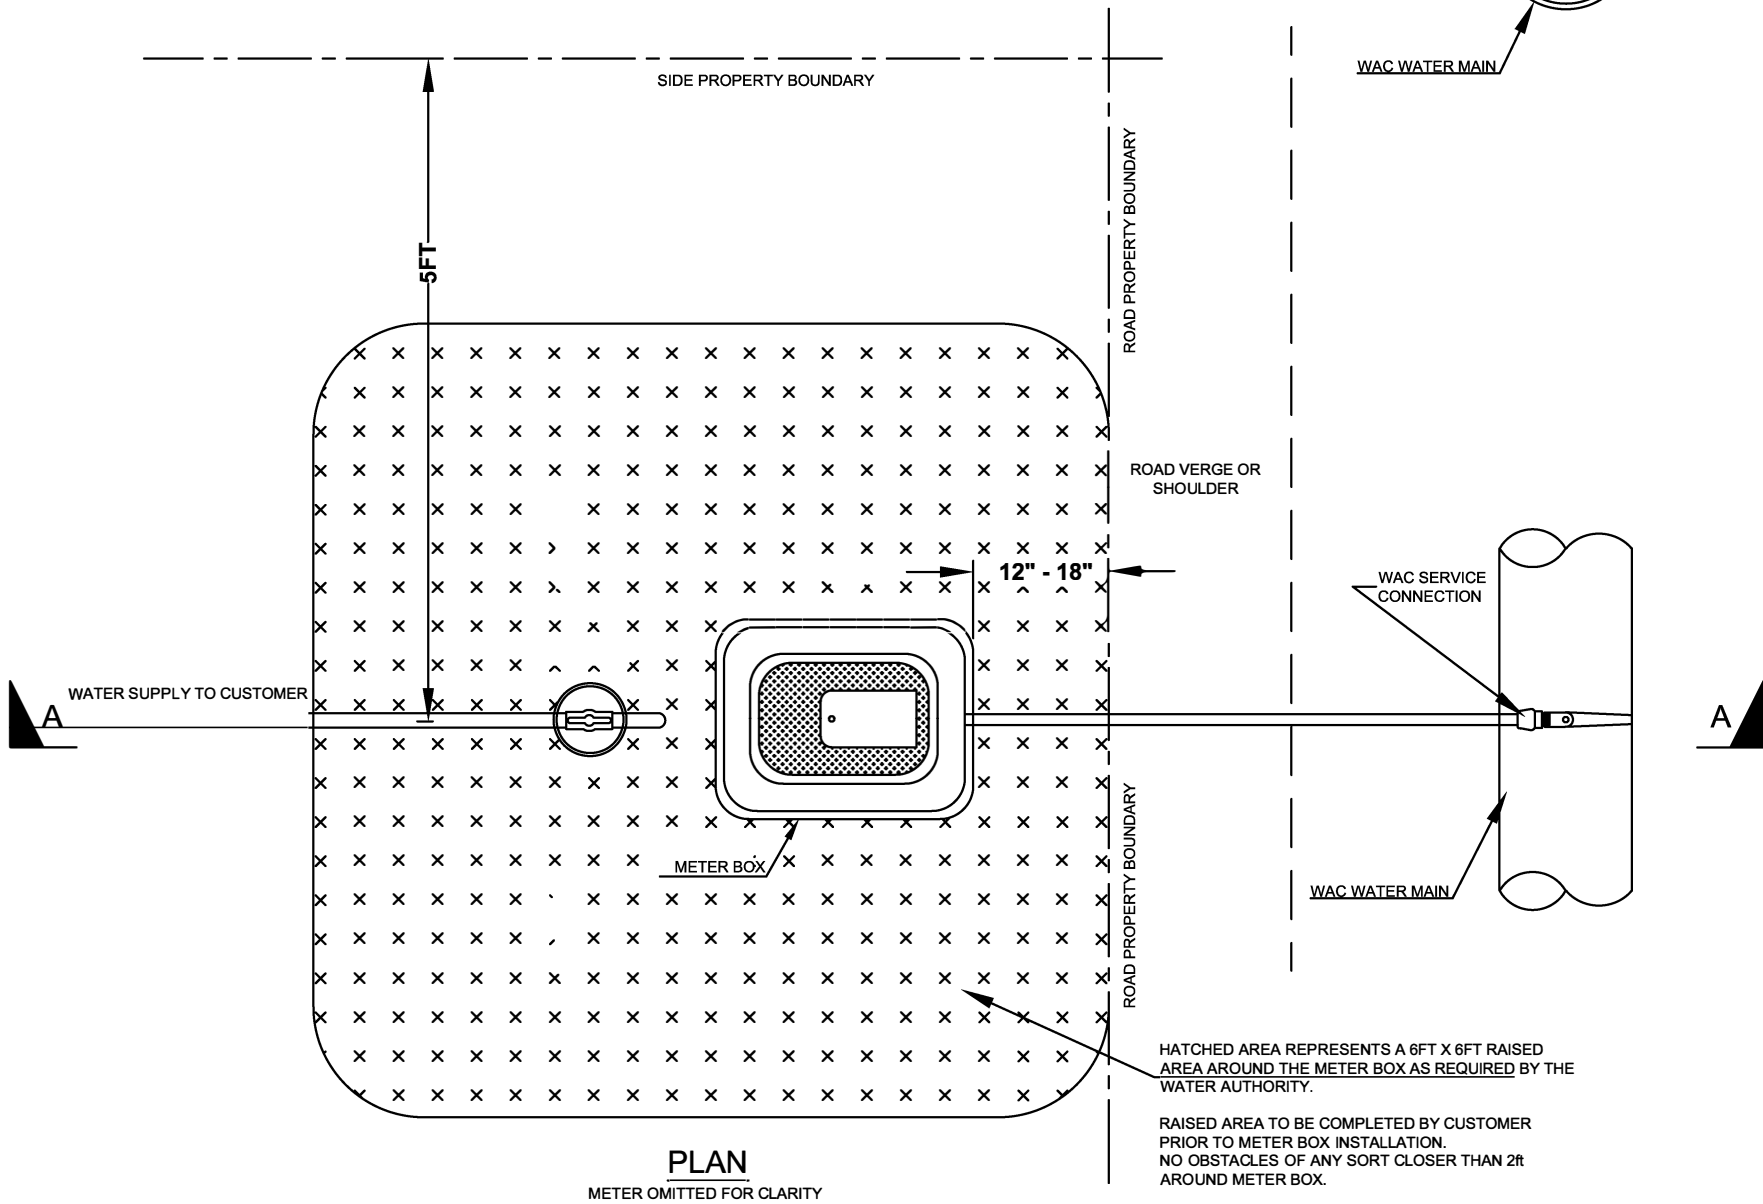 WAC WATER MAIN
SIDE PROPERTY BOUNDARY
ROAD PROPERTY BOUNDARY
5FT
ROAD VERGE OR
SHOULDER
12" - 18"
WAC SERVICE
CONNECTION
WATER SUPPLY TO CUSTOMER
A
A
METER BOX
ROAD PROPERTY BOUNDARY
WAC WATER MAIN
HATCHED AREA REPRESENTS A 6FT X 6FT RAISED
AREA AROUND THE METER BOX AS REQUIRED BY THE
WATER AUTHORITY.
RAISED AREA TO BE COMPLETED BY CUSTOMER
PRIOR TO METER BOX INSTALLATION.
NO OBSTACLES OF ANY SORT CLOSER THAN 2ft
AROUND METER BOX.
PLAN
METER OMITTED FOR CLARITY